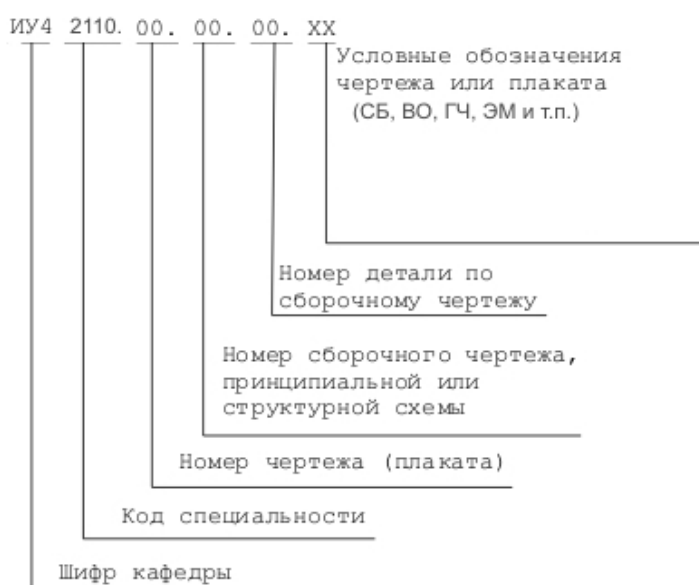 ИУ4 2110. 00. 00. 00. ХХ
Условные обозначения
чертежа или плаката
(СБ, ВО, ГЧ, ЭМ и т.п.)
Номер детали по
сборочному чертежу
Номер сборочного чертежа,
принципиальной или
структурной схемы
Номер чертежа (плаката)
Код специальности
Шифр кафедры